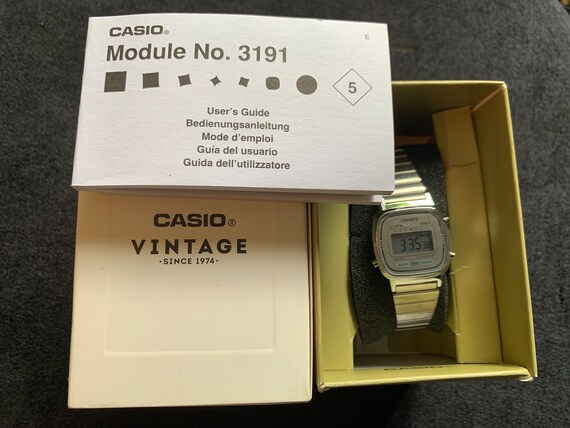 CASIO®
E
Module No. 3191
5
User's Guide
Bedienungsanleitung
Mode d'emploi
Guía del usuario
Guida dell'utilizzatore
CASIO®
VINTAGE
• SINCE 1974 •
CASIO
3:35